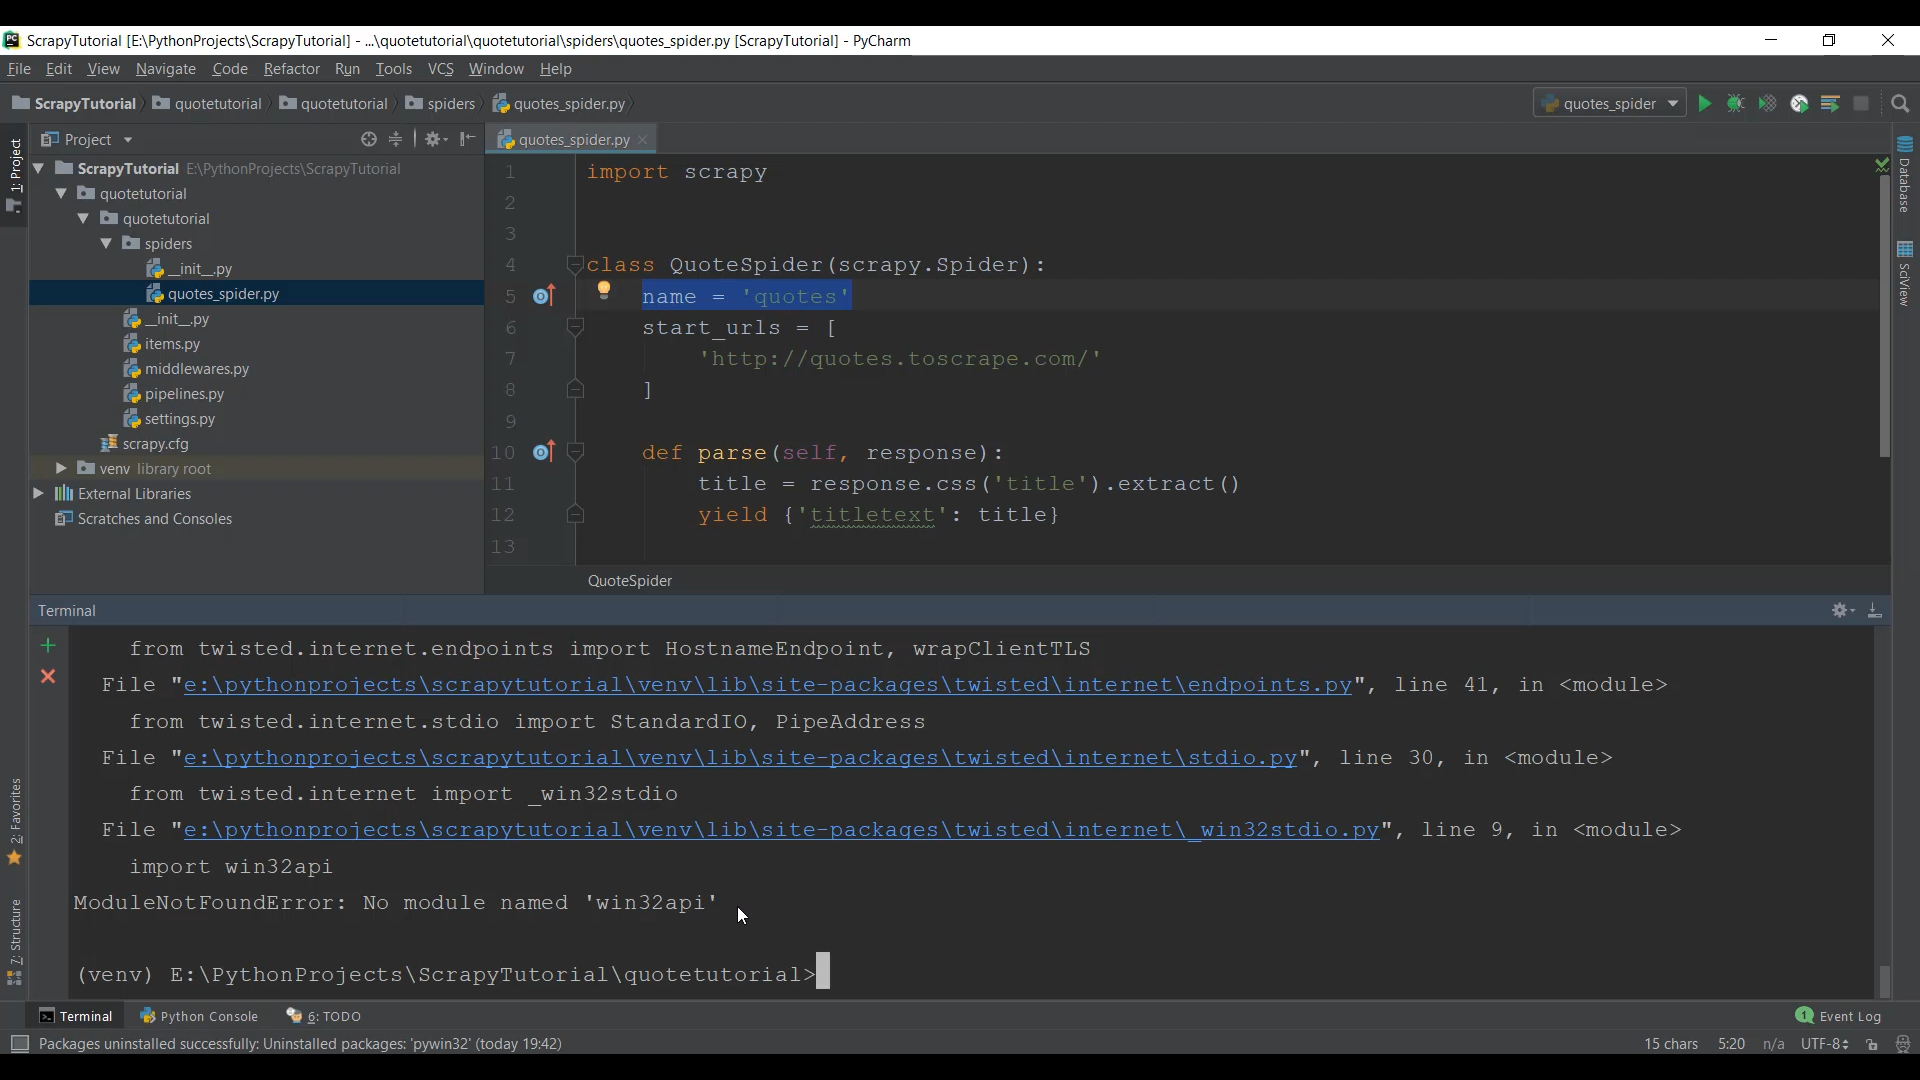 ScrapyTutorial [E:\PythonProjects\ScrapyTutorial] - ...\quotetutorial\quotetutorial\spiders\quotes_spider.py [ScrapyTutorial] - PyCharm
File Edit View Navigate Code Refactor Run Tools VCS Window Help
ScrapyTutorial quotetutorial quotetutorial spiders quotes_spider.py
quotes_spider
1: Project
Project
ScrapyTutorial E:\PythonProjects\ScrapyTutorial
quotetutorial
quotetutorial
spiders
__init__.py
quotes_spider.py
__init__.py
items.py
middlewares.py
pipelines.py
settings.py
scrapy.cfg
venv library root
External Libraries
Scratches and Consoles
quotes_spider.py
1 import scrapy
2
3
4 class QuoteSpider(scrapy.Spider):
5 name = 'quotes'
6 start_urls = [
7 'http://quotes.toscrape.com/'
8 ]
9
10 def parse(self, response):
11 title = response.css('title').extract()
12 yield {'titletext': title}
13
QuoteSpider
Database
SciView
Terminal
from twisted.internet.endpoints import HostnameEndpoint, wrapClientTLS
File "e:\pythonprojects\scrapytutorial\venv\lib\site-packages\twisted\internet\endpoints.py", line 41, in <module>
from twisted.internet.stdio import StandardIO, PipeAddress
File "e:\pythonprojects\scrapytutorial\venv\lib\site-packages\twisted\internet\stdio.py", line 30, in <module>
from twisted.internet import _win32stdio
File "e:\pythonprojects\scrapytutorial\venv\lib\site-packages\twisted\internet\_win32stdio.py", line 9, in <module>
import win32api
ModuleNotFoundError: No module named 'win32api'
(venv) E:\PythonProjects\ScrapyTutorial\quotetutorial>
2: Favorites
7: Structure
Terminal Python Console 6: TODO
1 Event Log
Packages uninstalled successfully: Uninstalled packages: 'pywin32' (today 19:42)
15 chars 5:20 n/a UTF-8